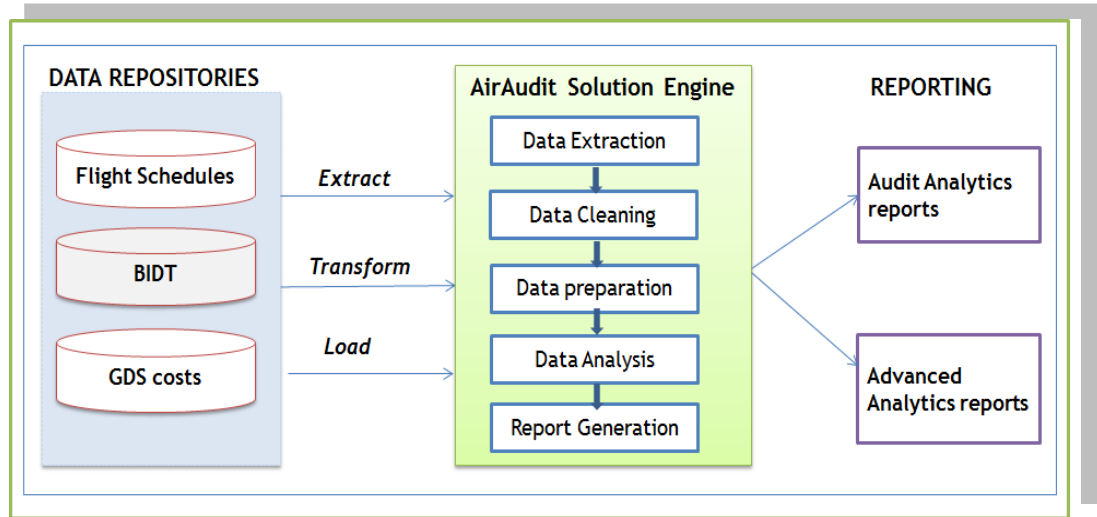 DATA REPOSITORIES
Flight Schedules
BIDT
GDS costs
Extract
Transform
Load
AirAudit Solution Engine
Data Extraction
Data Cleaning
Data preparation
Data Analysis
Report Generation
REPORTING
Audit Analytics
reports
Advanced
Analytics reports